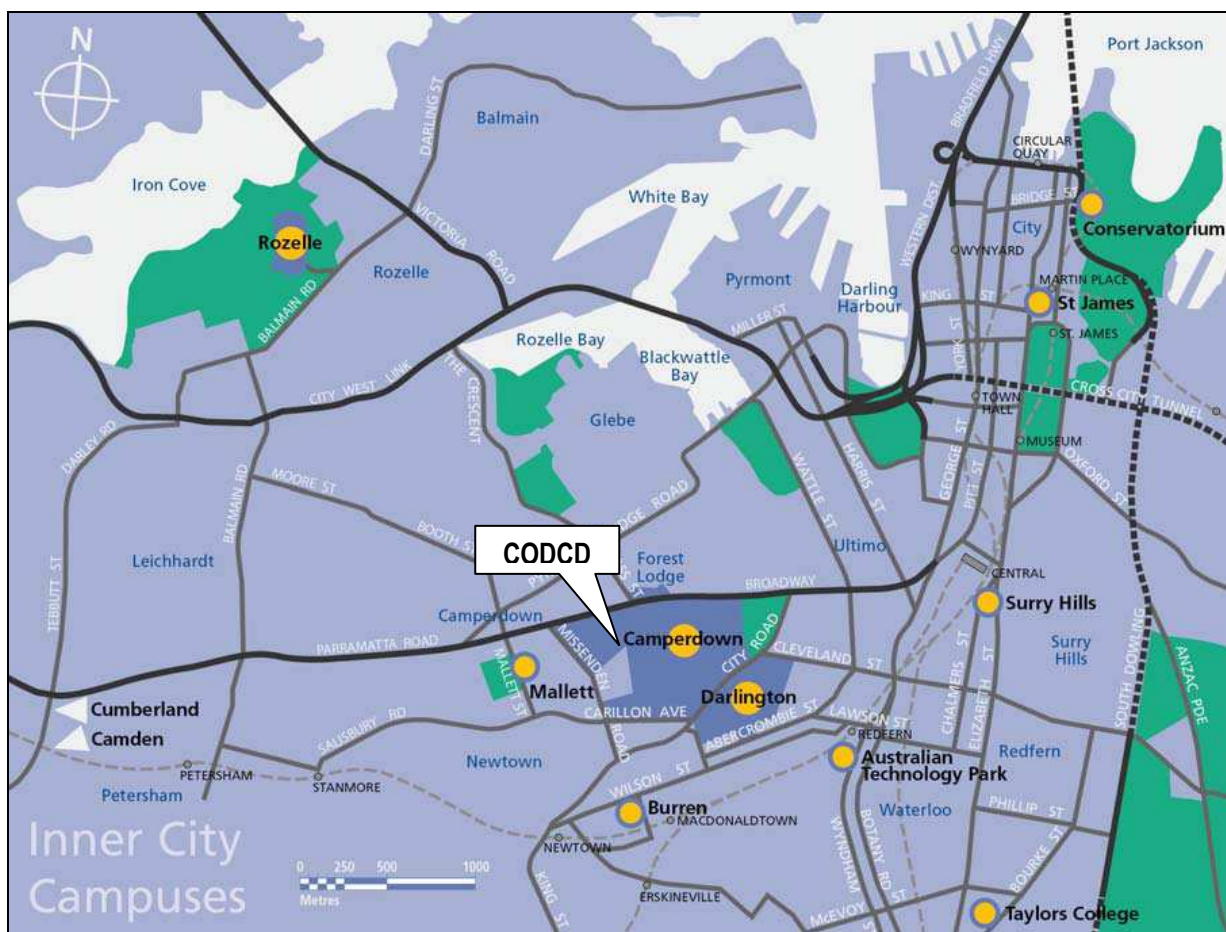 N
Port Jackson
BRADFIELD HWY
DARLING ST
Balmain
CIRCULAR
QUAY
Iron Cove
White Bay
BRIDGE ST
WESTERN DIST
Conservatorium
City
VICTORIA ROAD
Rozelle
Rozelle
WYNYARD
Pyrmont
MARTIN PLACE
Darling
Harbour
KING ST
St James
BALMAIN RD
MILLER ST
ST. JAMES
Rozelle Bay
YORK ST
Blackwattle
Bay
THE CRESCENT
CITY WEST LINK
CROSS CITY TUNNEL
TOWN
HALL
Glebe
DARLEY RD
MUSEUM
HARRIS ST
GEORGE ST
PITT ST
OXFORD ST
WATTLE ST
MOORE ST
BALMAIN RD
BOOTH ST
BRIDGE ROAD
CODCD
Ultimo
Leichhardt
Forest
Lodge
CENTRAL
BROADWAY
TEBBUTT ST
Surry Hills
Camperdown
PARRAMATTA ROAD
MISSENDEN ROAD
Camperdown
CITY ROAD
CLEVELAND ST
Surry
Hills
MALLETT ST
Mallett
Darlington
CHALMERS ST
ELIZABETH ST
SOUTH DOWLING
ANZAC PDE
Cumberland
CARILLON AVE
ABERCROMBIE ST
LAWSON ST
SALISBURY RD
REDFERN
Camden
Redfern
Australian
Technology Park
Newtown
PETERSHAM
STANMORE
WILSON ST
Petersham
Burren
Waterloo
PHILLIP ST
MACDONALDTOWN
Inner City
Campuses
NEWTOWN
WYNDHAM ST
BOTANY RD
BOURKE ST
0 250 500 1000
Metres
ERSKINEVILLE
KING ST
McEVOY ST
Taylors College